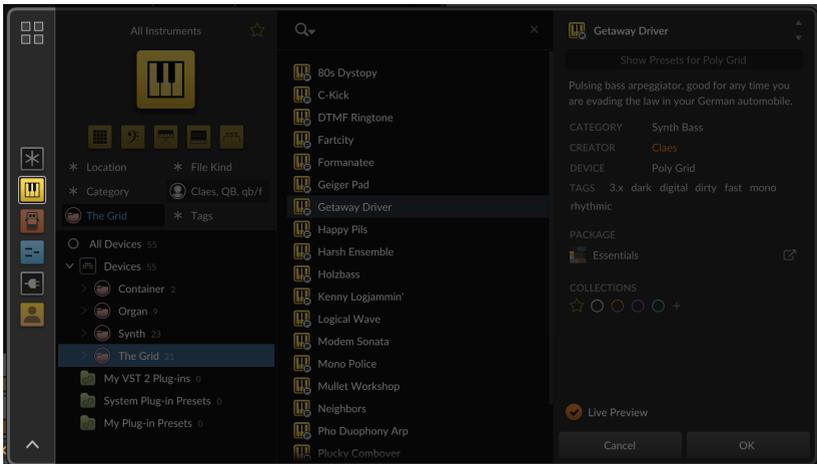 All Instruments
Location
File Kind
Category
Claes, QB, qb/f
The Grid
Tags
All Devices 55
Devices 55
Container 2
Organ 9
Synth 23
The Grid 21
My VST 2 Plug-ins 0
System Plug-in Presets 0
My Plug-in Presets 0
80s Dystopy
C-Kick
DTMF Ringtone
Fartcity
Formanatee
Geiger Pad
Getaway Driver
Happy Pils
Harsh Ensemble
Holzbass
Kenny Logjammin'
Logical Wave
Modem Sonata
Mono Police
Mullet Workshop
Neighbors
Pho Duophony Arp
Plucky Combover
Getaway Driver
Show Presets for Poly Grid
Pulsing bass arpeggiator, good for any time you
are evading the law in your German automobile.
CATEGORY Synth Bass
CREATOR Claes
DEVICE Poly Grid
TAGS 3.x dark digital dirty fast mono
rhythmic
PACKAGE
Essentials
COLLECTIONS
Live Preview
Cancel
OK